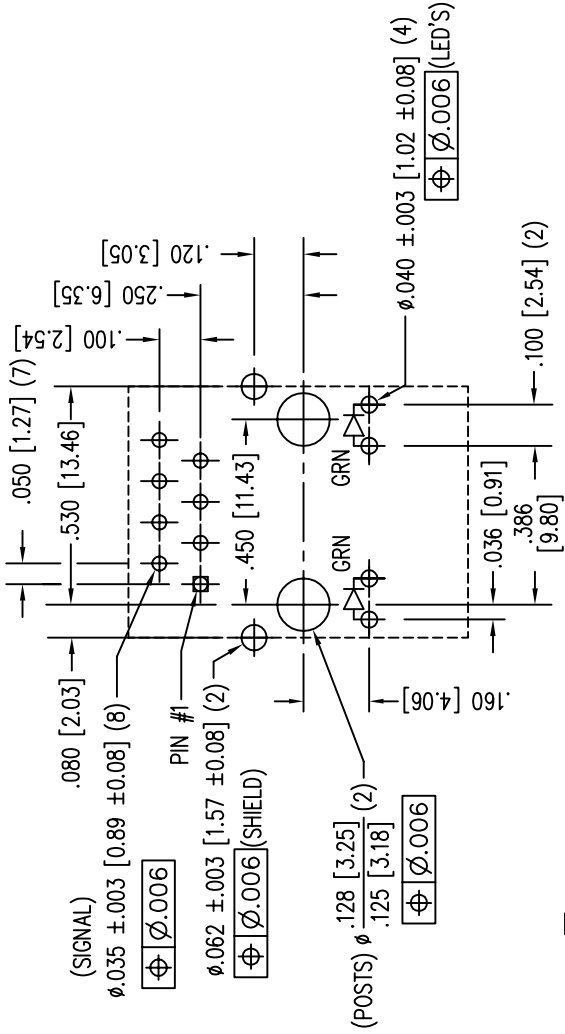 ø.040 ±.003 [1.02 ±0.08] (4)
⌖ Ø.006 (LED'S)
.120 [3.05]
.250 [6.35]
.100 [2.54]
.050 [1.27] (7)
.530 [13.46]
.100 [2.54] (2)
.450 [11.43]
GRN
GRN
.036 [0.91]
.386
[9.80]
.080 [2.03]
(SIGNAL)
ø.035 ±.003 [0.89 ±0.08] (8)
⌖ Ø.006
PIN #1
ø.062 ±.003 [1.57 ±0.08] (2)
⌖ Ø.006 (SHIELD)
.160 [4.06]
(POSTS) ø .128 [3.25] (2)
.125 [3.18]
⌖ Ø.006